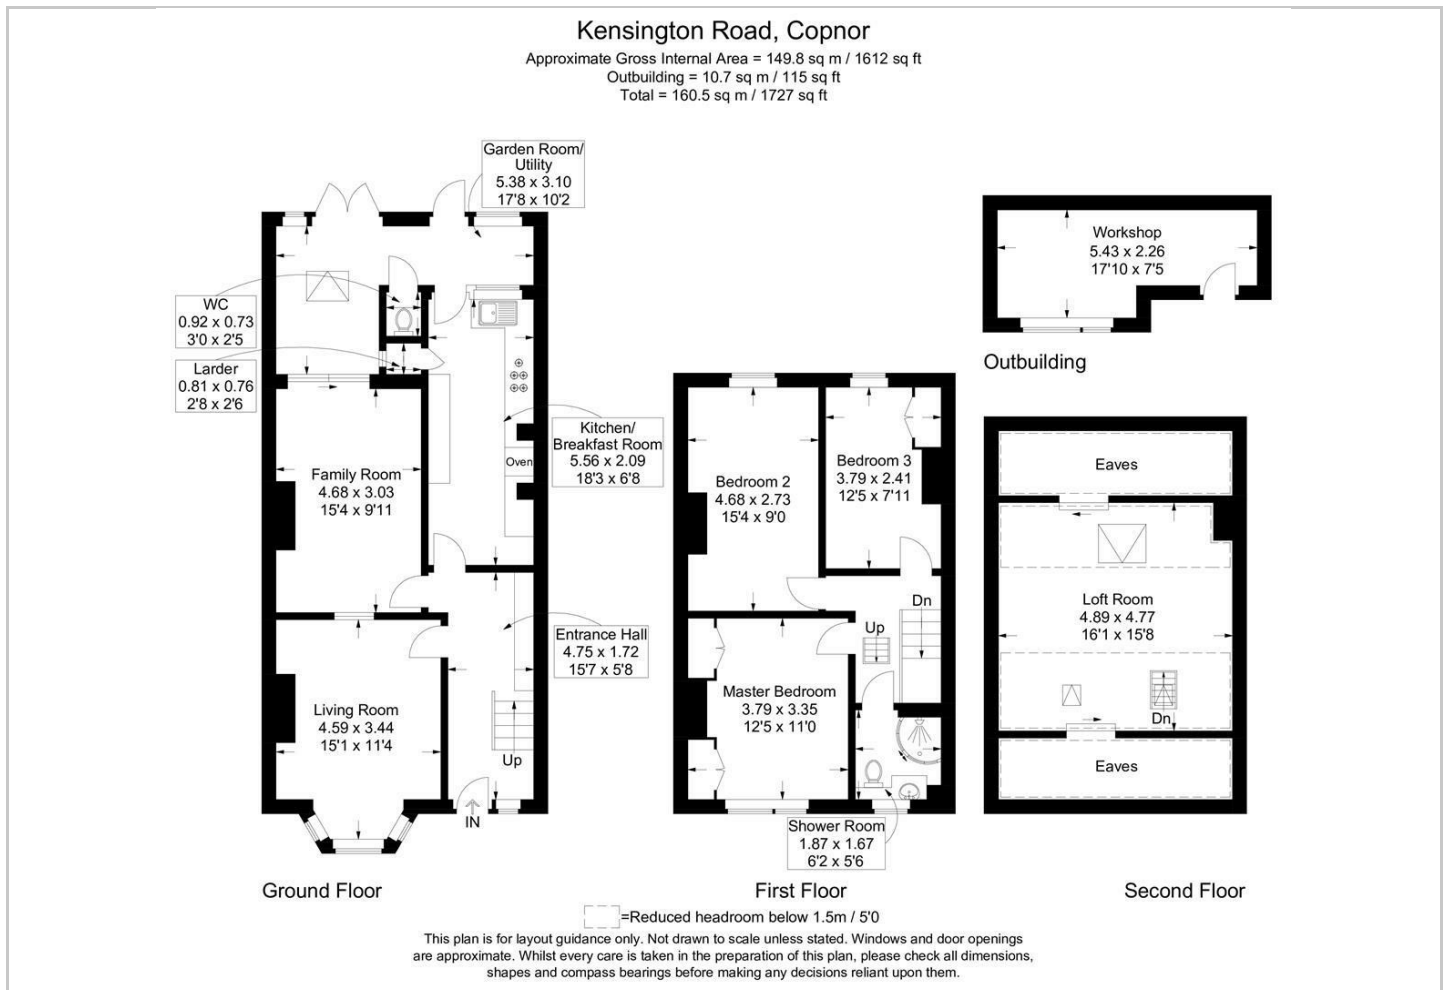 Kensington Road, Copnor
Approximate Gross Internal Area = 149.8 sq m / 1612 sq ft
Outbuilding = 10.7 sq m / 115 sq ft
Total = 160.5 sq m / 1727 sq ft
Garden Room/
Utility
5.38 x 3.10
17'8 x 10'2
WC
0.92 x 0.73
3'0 x 2'5
Larder
0.81 x 0.76
2'8 x 2'6
Kitchen/
Breakfast Room
5.56 x 2.09
18'3 x 6'8
Oven
Family Room
4.68 x 3.03
15'4 x 9'11
Entrance Hall
4.75 x 1.72
15'7 x 5'8
Living Room
4.59 x 3.44
15'1 x 11'4
Up
IN
Ground Floor
Bedroom 2
4.68 x 2.73
15'4 x 9'0
Bedroom 3
3.79 x 2.41
12'5 x 7'11
Dn
Up
Master Bedroom
3.79 x 3.35
12'5 x 11'0
Shower Room
1.87 x 1.67
6'2 x 5'6
First Floor
Workshop
5.43 x 2.26
17'10 x 7'5
Outbuilding
Eaves
Loft Room
4.89 x 4.77
16'1 x 15'8
Dn
Eaves
Second Floor
=Reduced headroom below 1.5m / 5'0
This plan is for layout guidance only. Not drawn to scale unless stated. Windows and door openings
are approximate. Whilst every care is taken in the preparation of this plan, please check all dimensions,
shapes and compass bearings before making any decisions reliant upon them.